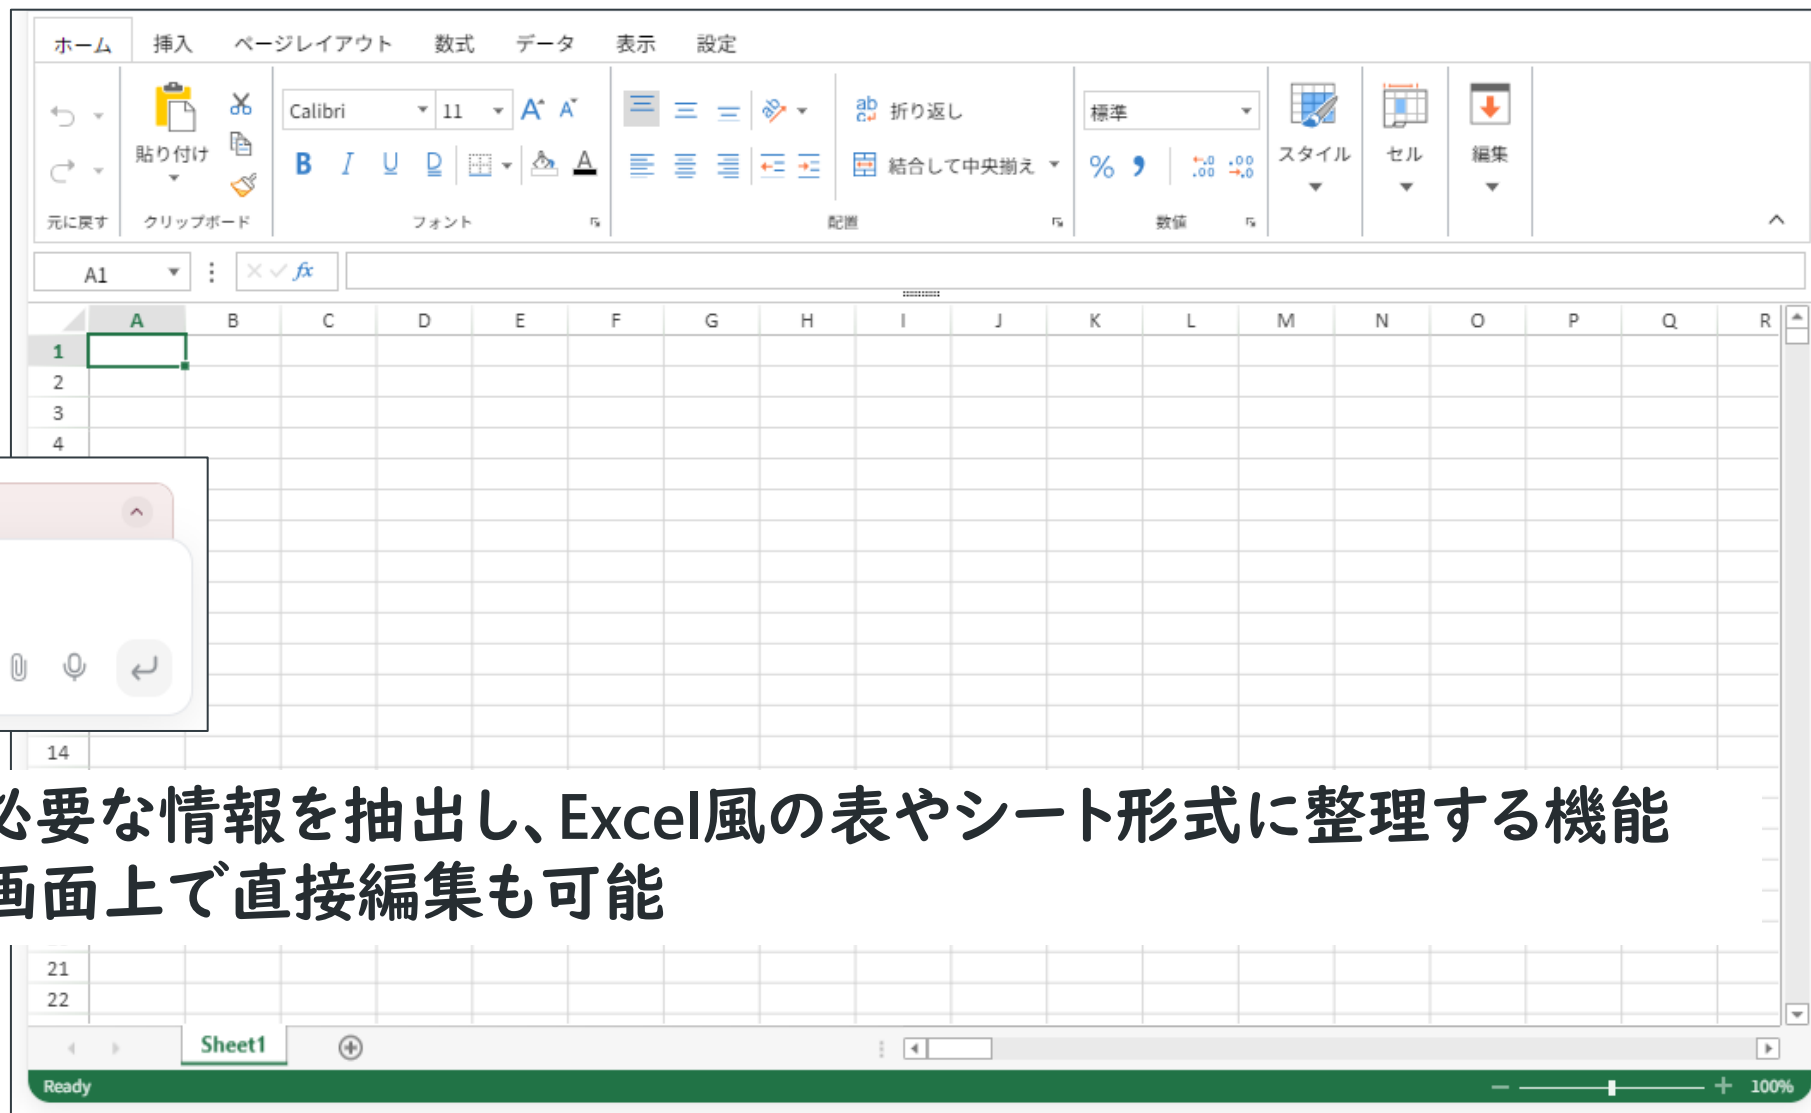 ホーム 挿入 ページレイアウト 数式 データ 表示 設定
Calibri 11 A A ab 折り返し 標準
貼り付け B I U D A 結合して中央揃え % .00 .00 .0 スタイル セル 編集
元に戻す クリップボード フォント 配置 数値
A1 fx
A B C D E F G H I J K L M N O P Q R
1
2
3
4
14
必要な情報を抽出し、Excel風の表やシート形式に整理する機能
画面上で直接編集も可能
21
22
Sheet1
Ready 100%